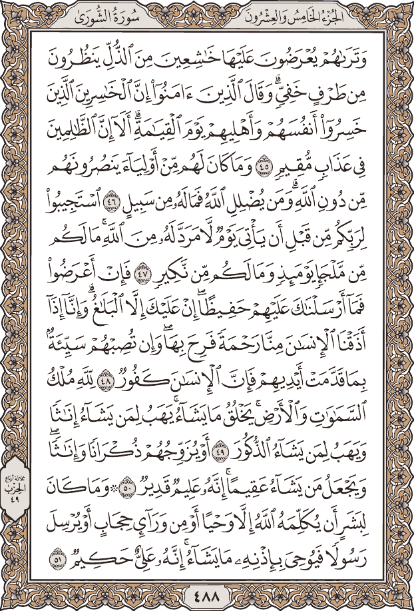 الجزء الخامس والعشرون
سورة الشورى
وَتَرَىٰهُمْ يُعْرَضُونَ عَلَيْهَا خَٰشِعِينَ مِنَ ٱلذُّلِّ يَنظُرُونَ
مِن طَرْفٍ خَفِىٍّ ۗ وَقَالَ ٱلَّذِينَ ءَامَنُوٓا۟ إِنَّ ٱلْخَٰسِرِينَ ٱلَّذِينَ
خَسِرُوٓا۟ أَنفُسَهُمْ وَأَهْلِيهِمْ يَوْمَ ٱلْقِيَٰمَةِ ۗ أَلَآ إِنَّ ٱلظَّٰلِمِينَ
فِى عَذَابٍ مُّقِيمٍ ٤٥ وَمَا كَانَ لَهُم مِّنْ أَوْلِيَآءَ يَنصُرُونَهُم
مِّن دُونِ ٱللَّهِ ۗ وَمَن يُضْلِلِ ٱللَّهُ فَمَا لَهُۥ مِن سَبِيلٍ ٤٦ ٱسْتَجِيبُوا۟
لِرَبِّكُم مِّن قَبْلِ أَن يَأْتِىَ يَوْمٌ لَّا مَرَدَّ لَهُۥ مِنَ ٱللَّهِ ۚ مَا لَكُم
مِّن مَّلْجَإٍ يَوْمَئِذٍ وَمَا لَكُم مِّن نَّكِيرٍ ٤٧ فَإِنْ أَعْرَضُوا۟
فَمَآ أَرْسَلْنَٰكَ عَلَيْهِمْ حَفِيظًا ۖ إِنْ عَلَيْكَ إِلَّا ٱلْبَلَٰغُ ۗ وَإِنَّآ إِذَآ
أَذَقْنَا ٱلْإِنسَٰنَ مِنَّا رَحْمَةً فَرِحَ بِهَا ۖ وَإِن تُصِبْهُمْ سَيِّئَةٌۢ
بِمَا قَدَّمَتْ أَيْدِيهِمْ فَإِنَّ ٱلْإِنسَٰنَ كَفُورٌ ٤٨ لِّلَّهِ مُلْكُ
ٱلسَّمَٰوَٰتِ وَٱلْأَرْضِ ۚ يَخْلُقُ مَا يَشَآءُ ۚ يَهَبُ لِمَن يَشَآءُ إِنَٰثًا
وَيَهَبُ لِمَن يَشَآءُ ٱلذُّكُورَ ٤٩ أَوْ يُزَوِّجُهُمْ ذُكْرَانًا وَإِنَٰثًا ۖ
وَيَجْعَلُ مَن يَشَآءُ عَقِيمًا ۚ إِنَّهُۥ عَلِيمٌ قَدِيرٌ ٥٠ ۞ وَمَا كَانَ
لِبَشَرٍ أَن يُكَلِّمَهُ ٱللَّهُ إِلَّا وَحْيًا أَوْ مِن وَرَآئِ حِجَابٍ أَوْ يُرْسِلَ
رَسُولًا فَيُوحِىَ بِإِذْنِهِۦ مَا يَشَآءُ ۚ إِنَّهُۥ عَلِىٌّ حَكِيمٌ ٥١
الحزب
٤٩
٤٨٨